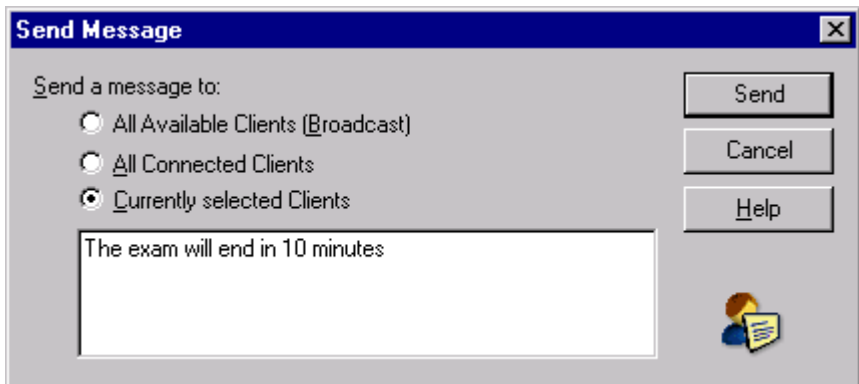 Send Message
Send a message to:
All Available Clients (Broadcast)
All Connected Clients
Currently selected Clients
The exam will end in 10 minutes
Send
Cancel
Help